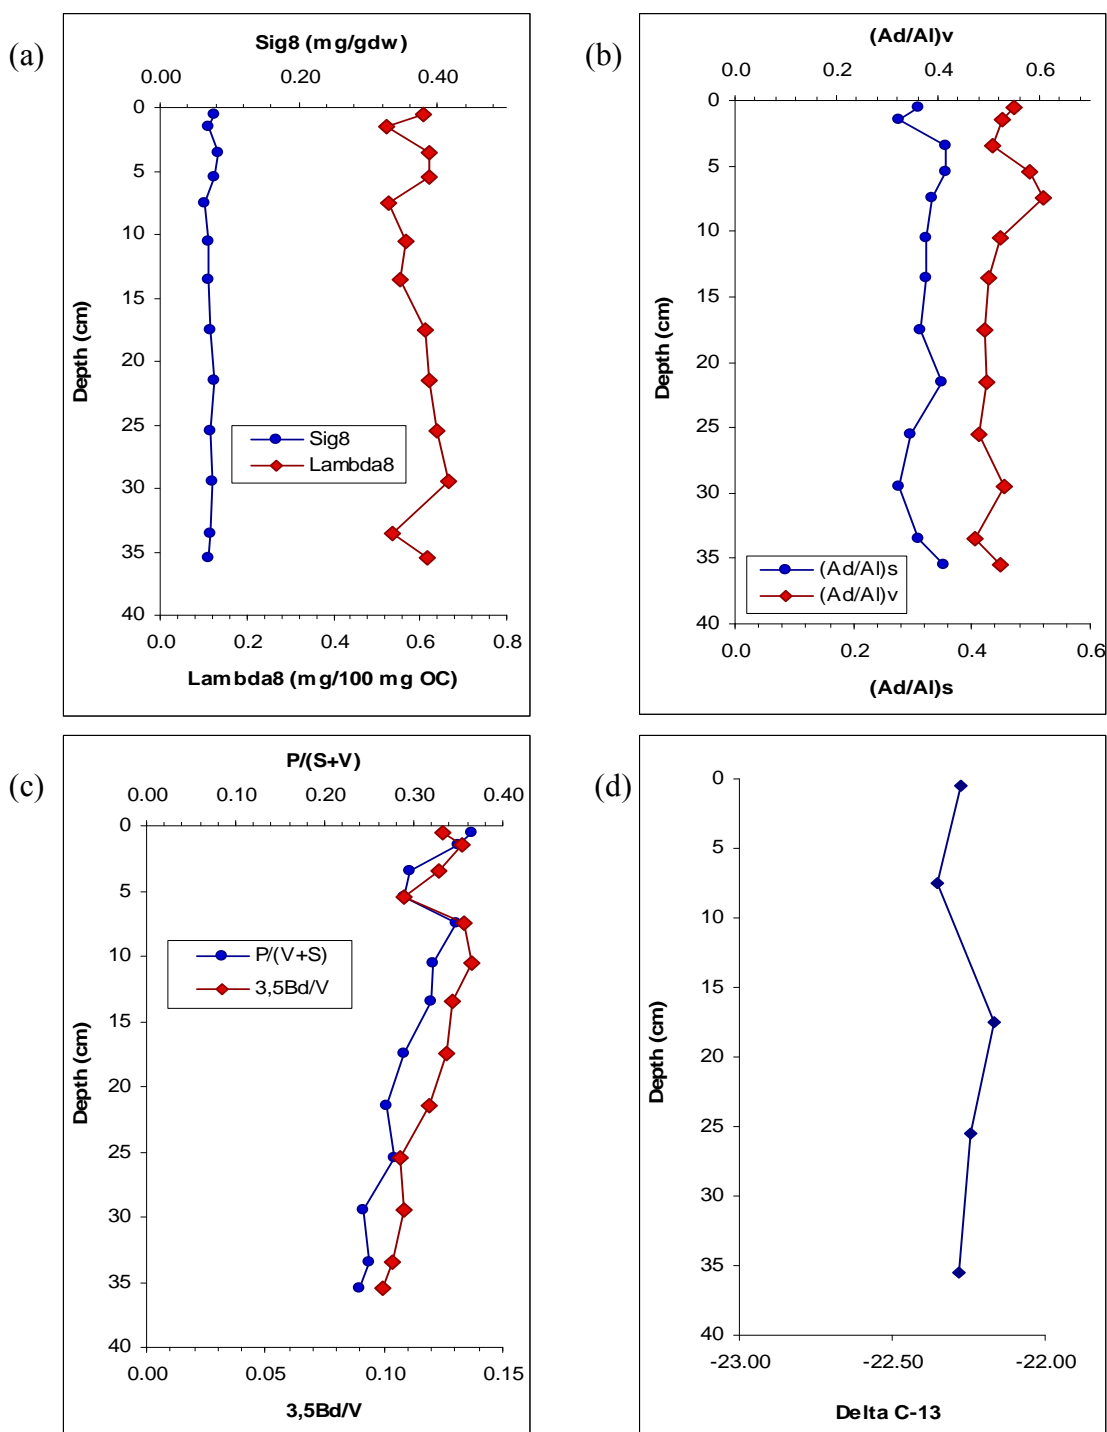 (a)
Sig8 (mg/gdw)
0.00 0.20 0.40
0
5
10
15
20
25
30
35
40
Depth (cm)
Sig8
Lambda8
0.0 0.2 0.4 0.6 0.8
Lambda8 (mg/100 mg OC)
(b)
(Ad/Al)v
0.0 0.2 0.4 0.6
0
5
10
15
20
25
30
35
40
Depth (cm)
(Ad/Al)s
(Ad/Al)v
0.0 0.2 0.4 0.6
(Ad/Al)s
(c)
P/(S+V)
0.00 0.10 0.20 0.30 0.40
0
5
10
15
20
25
30
35
40
Depth (cm)
P/(V+S)
3,5Bd/V
0.00 0.05 0.10 0.15
3,5Bd/V
(d)
0
5
10
15
20
25
30
35
40
Depth (cm)
-23.00 -22.50 -22.00
Delta C-13